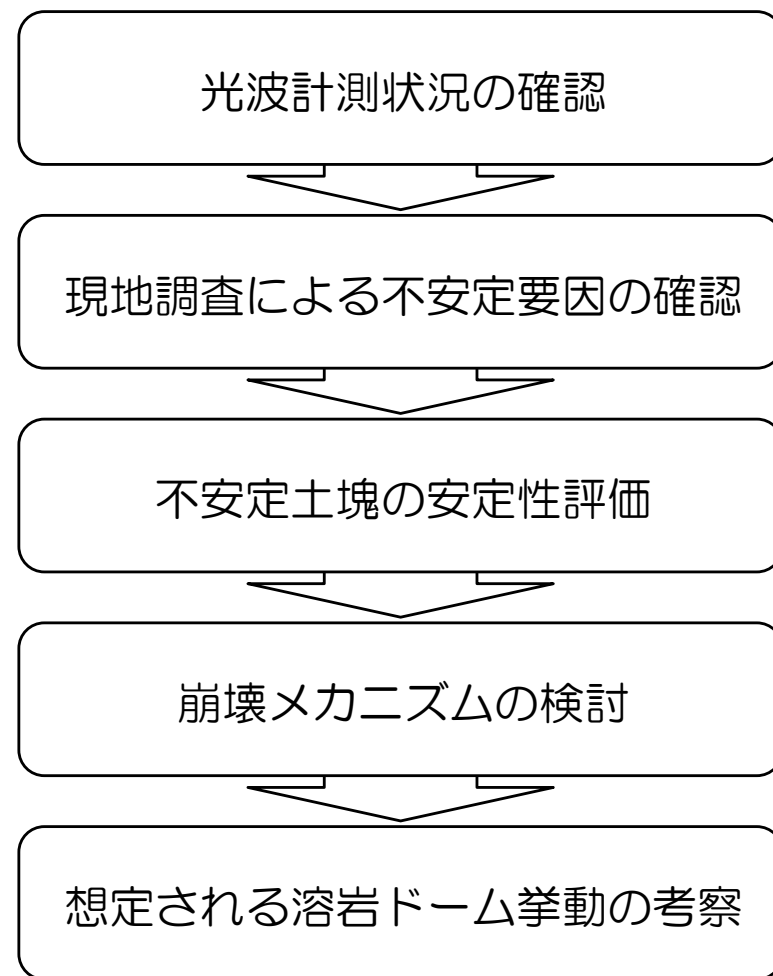 光波計測状況の確認
現地調査による不安定要因の確認
不安定土塊の安定性評価
崩壊メカニズムの検討
想定される溶岩ドーム挙動の考察